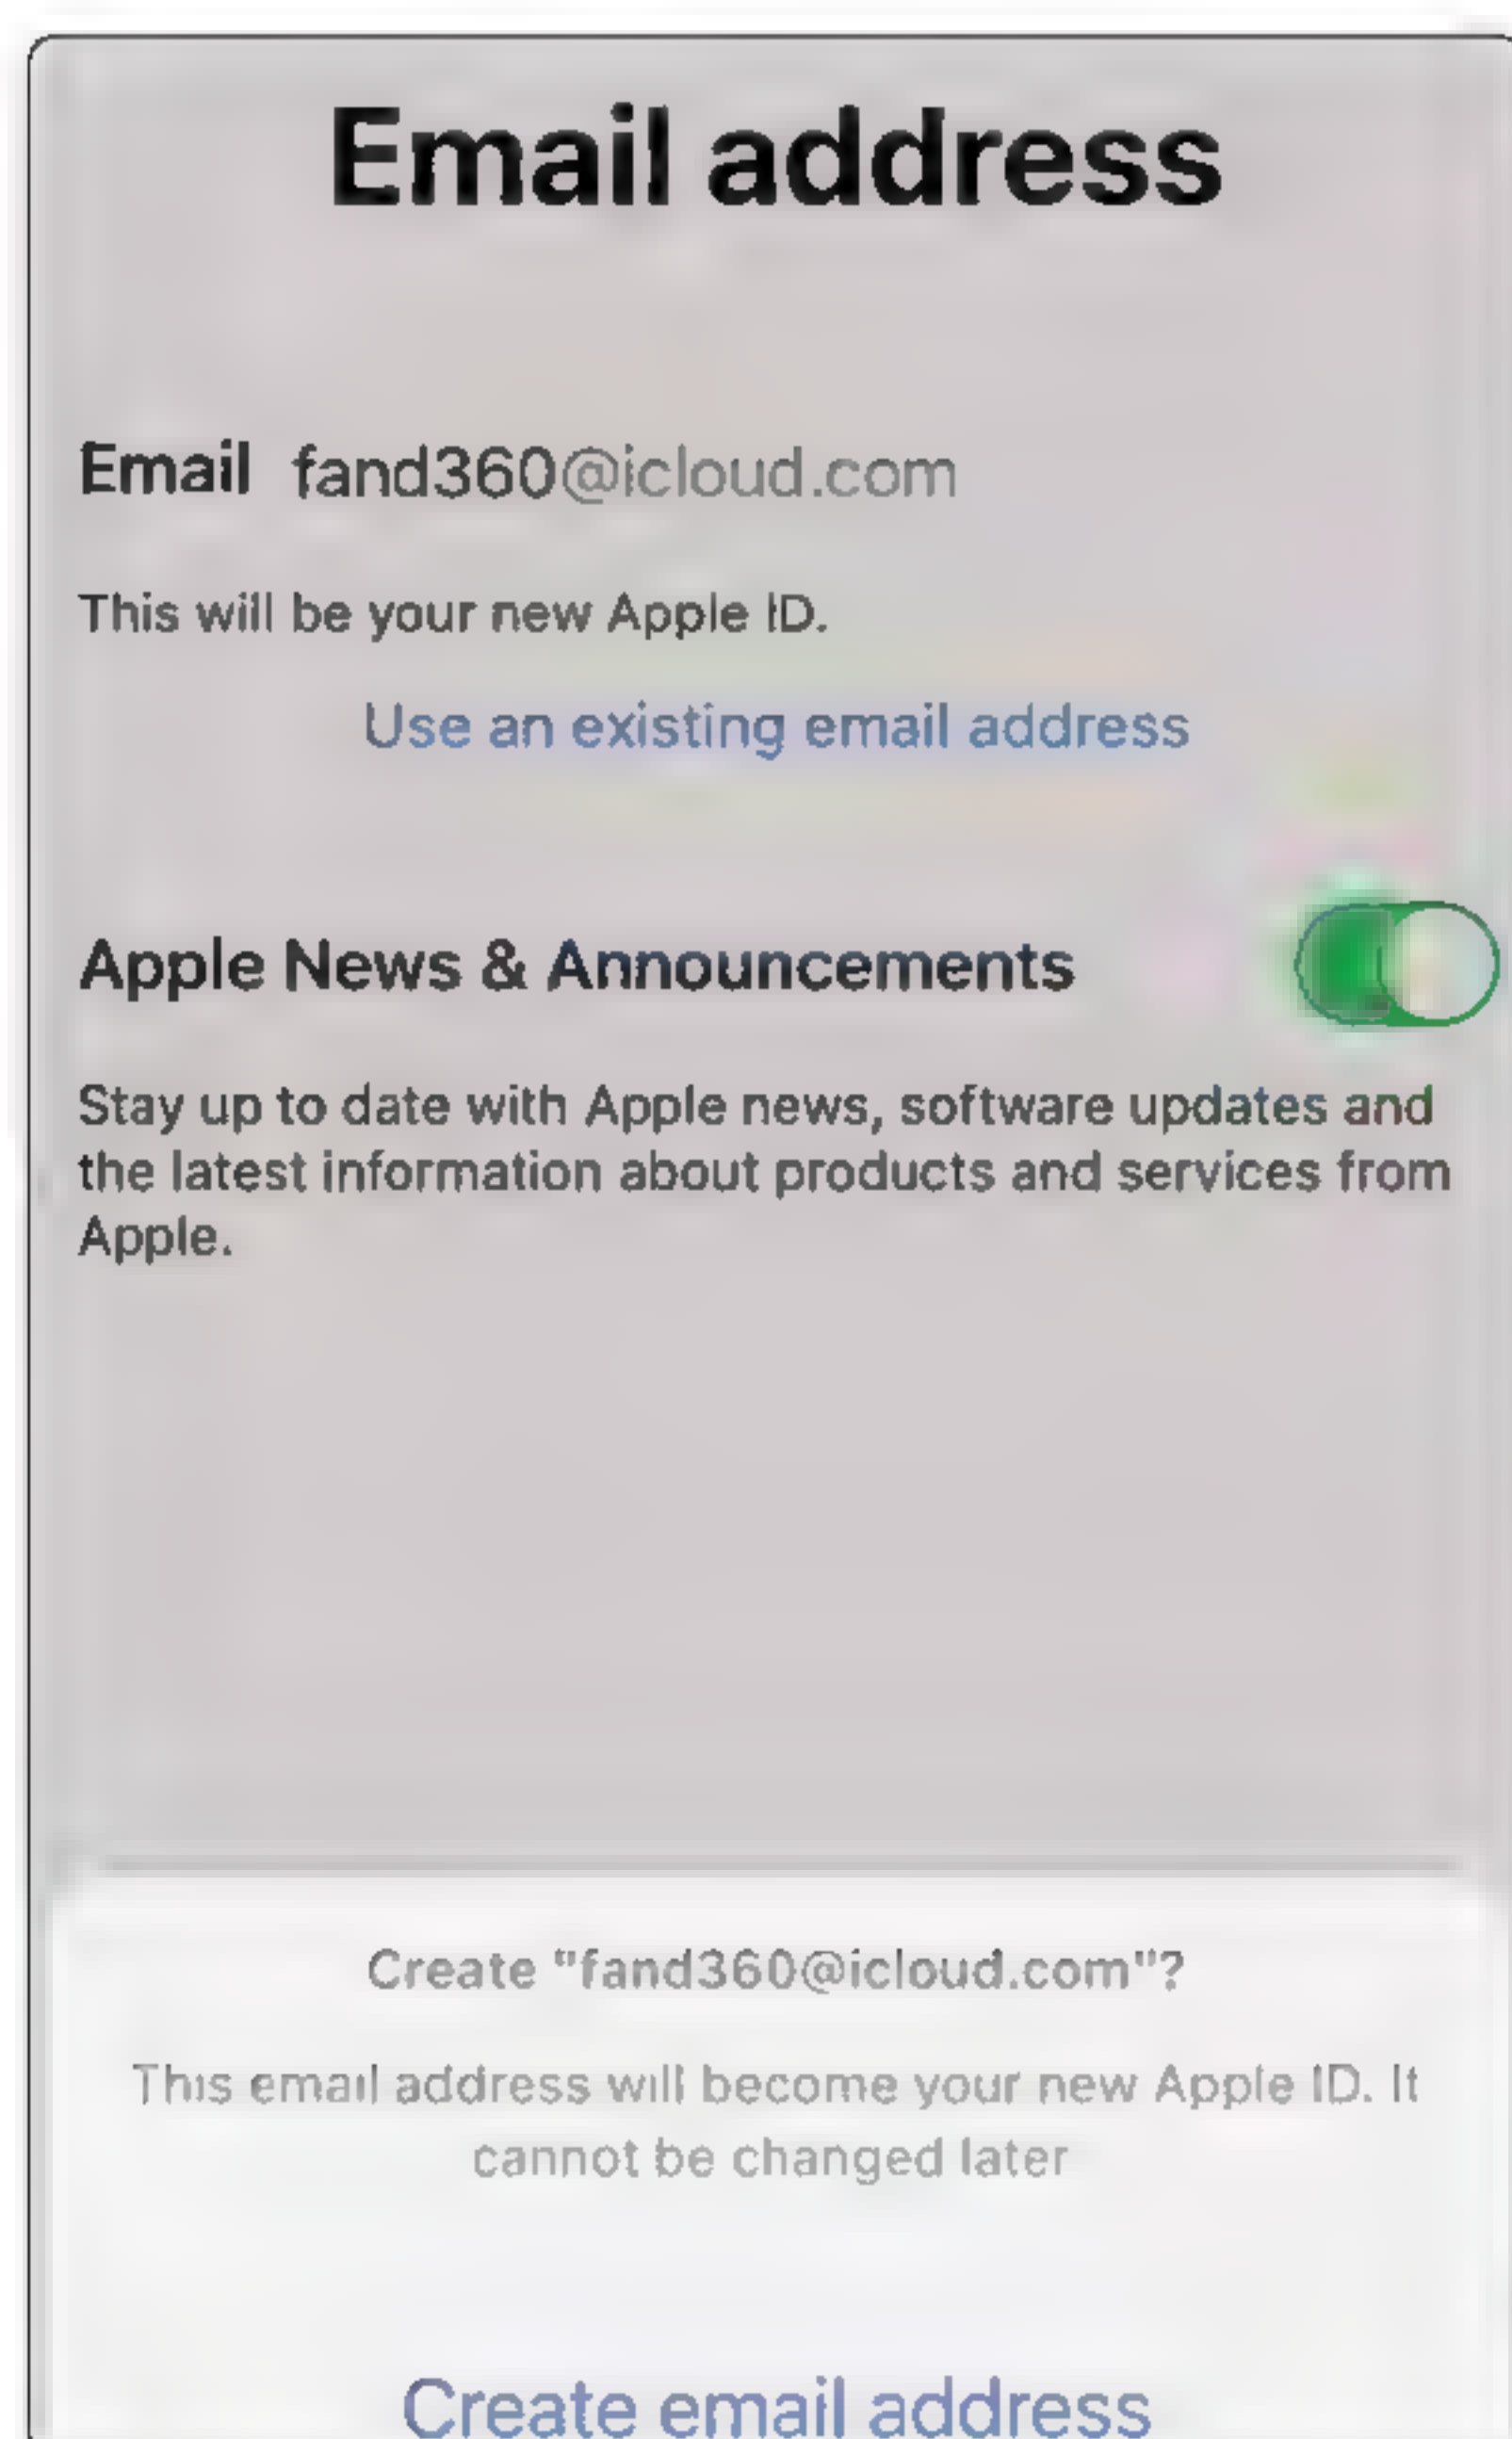 Email address
Email fand360@icloud.com
This will be your new Apple ID.
Use an existing email address
Apple News & Announcements
Stay up to date with Apple news, software updates and
the latest information about products and services from
Apple.
Create "fand360@icloud.com"?
This email address will become your new Apple ID. It
cannot be changed later
Create email address